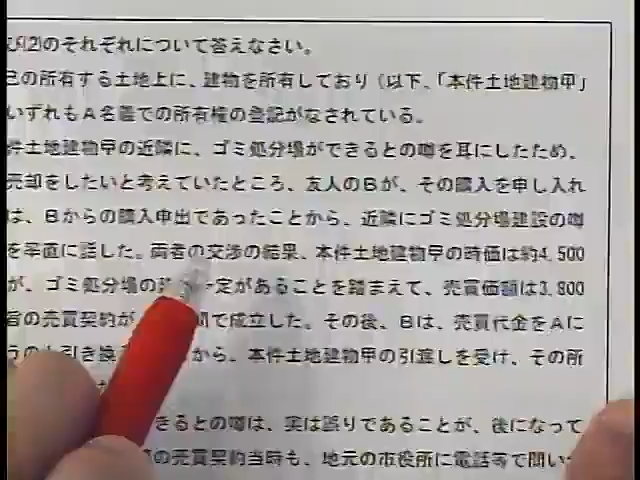 び(2)のそれぞれについて答えなさい。
の所有する土地上に、建物を所有しており（以下、「本件土地建物甲」
いずれもA名義での所有権の登記がなされている。
件土地建物甲の近隣に、ゴミ処分場ができるとの噂を耳にしたため、
売却をしたいと考えていたところ、友人のBが、その購入を申し入れ
は、Bからの購入申出であったことから、近隣にゴミ処分場建設の噂
を率直に話した。両者の交渉の結果、本件土地建物甲の時価は約4,500
が、ゴミ処分場の 定があることを踏まえて、売買価額は3,800
旨の売買契約が 間で成立した。その後、Bは、売買代金をAに
引き換 から、本件土地建物甲の引渡しを受け、その所
きるとの噂は、実は誤りであることが、後になって
の売買契約当時も、地元の市役所に電話等で問い